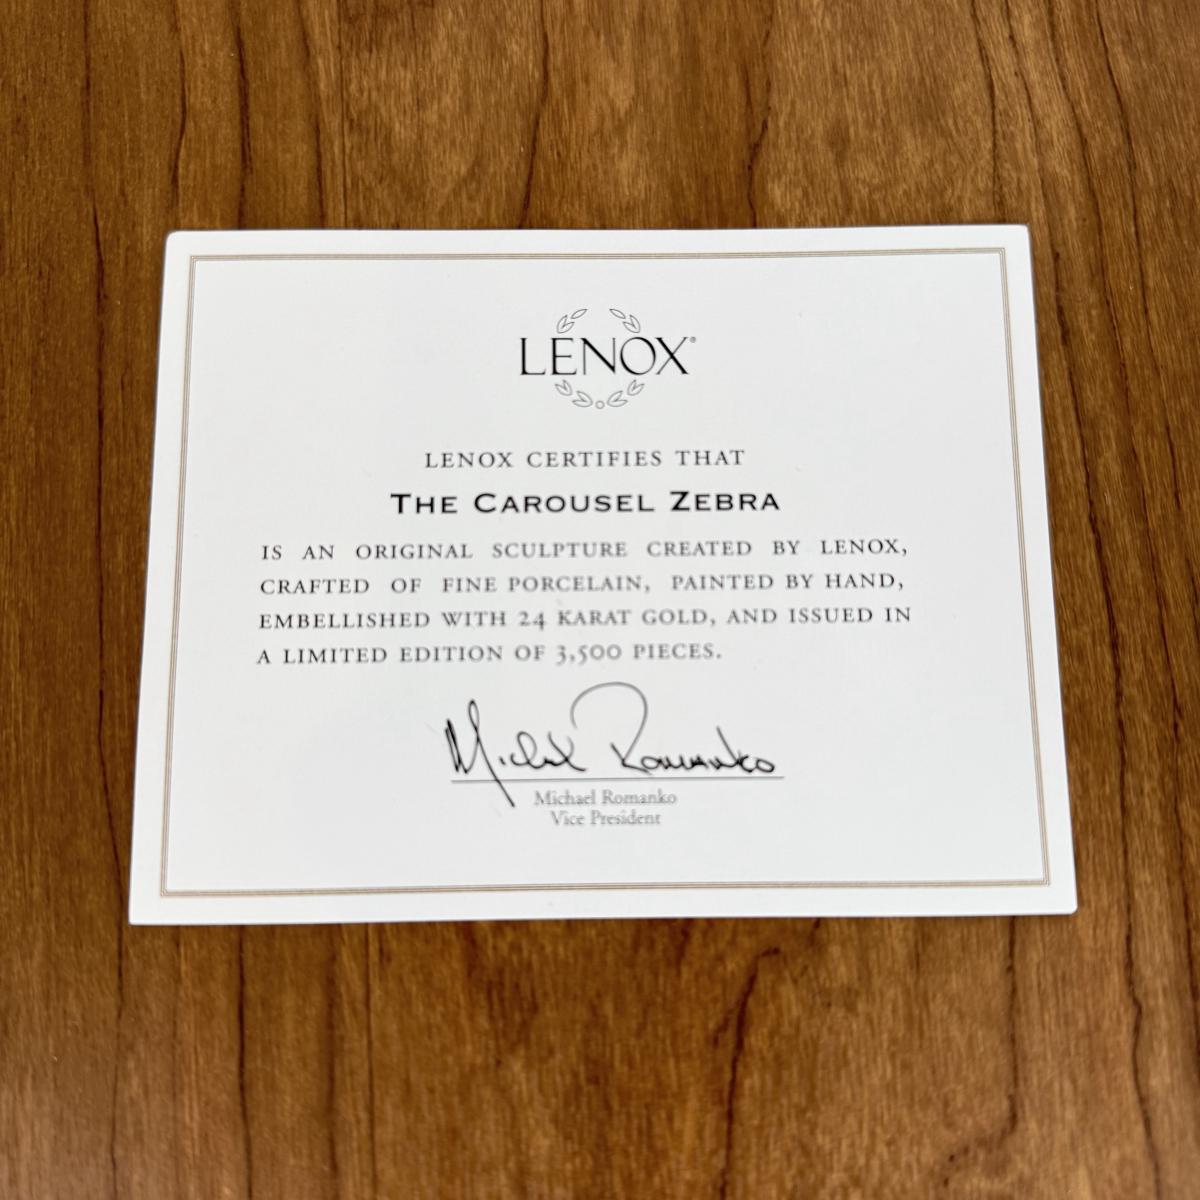 LENOX®
LENOX CERTIFIES THAT
THE CAROUSEL ZEBRA
IS AN ORIGINAL SCULPTURE CREATED BY LENOX,
CRAFTED OF FINE PORCELAIN, PAINTED BY HAND,
EMBELLISHED WITH 24 KARAT GOLD, AND ISSUED IN
A LIMITED EDITION OF 3,500 PIECES.
Michael Romanko
Michael Romanko
Vice President